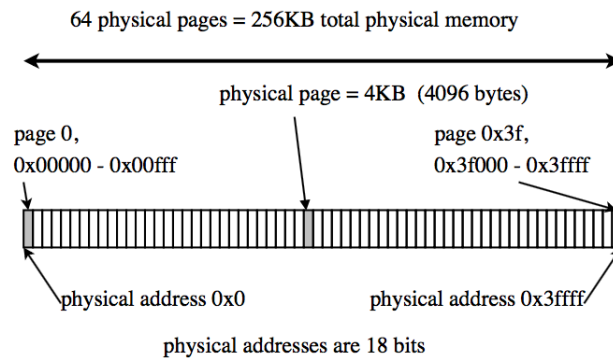 64 physical pages = 256KB total physical memory
physical page = 4KB (4096 bytes)
page 0,
0x00000 - 0x00fff
page 0x3f,
0x3f000 - 0x3ffff
physical address 0x0
physical address 0x3ffff
physical addresses are 18 bits